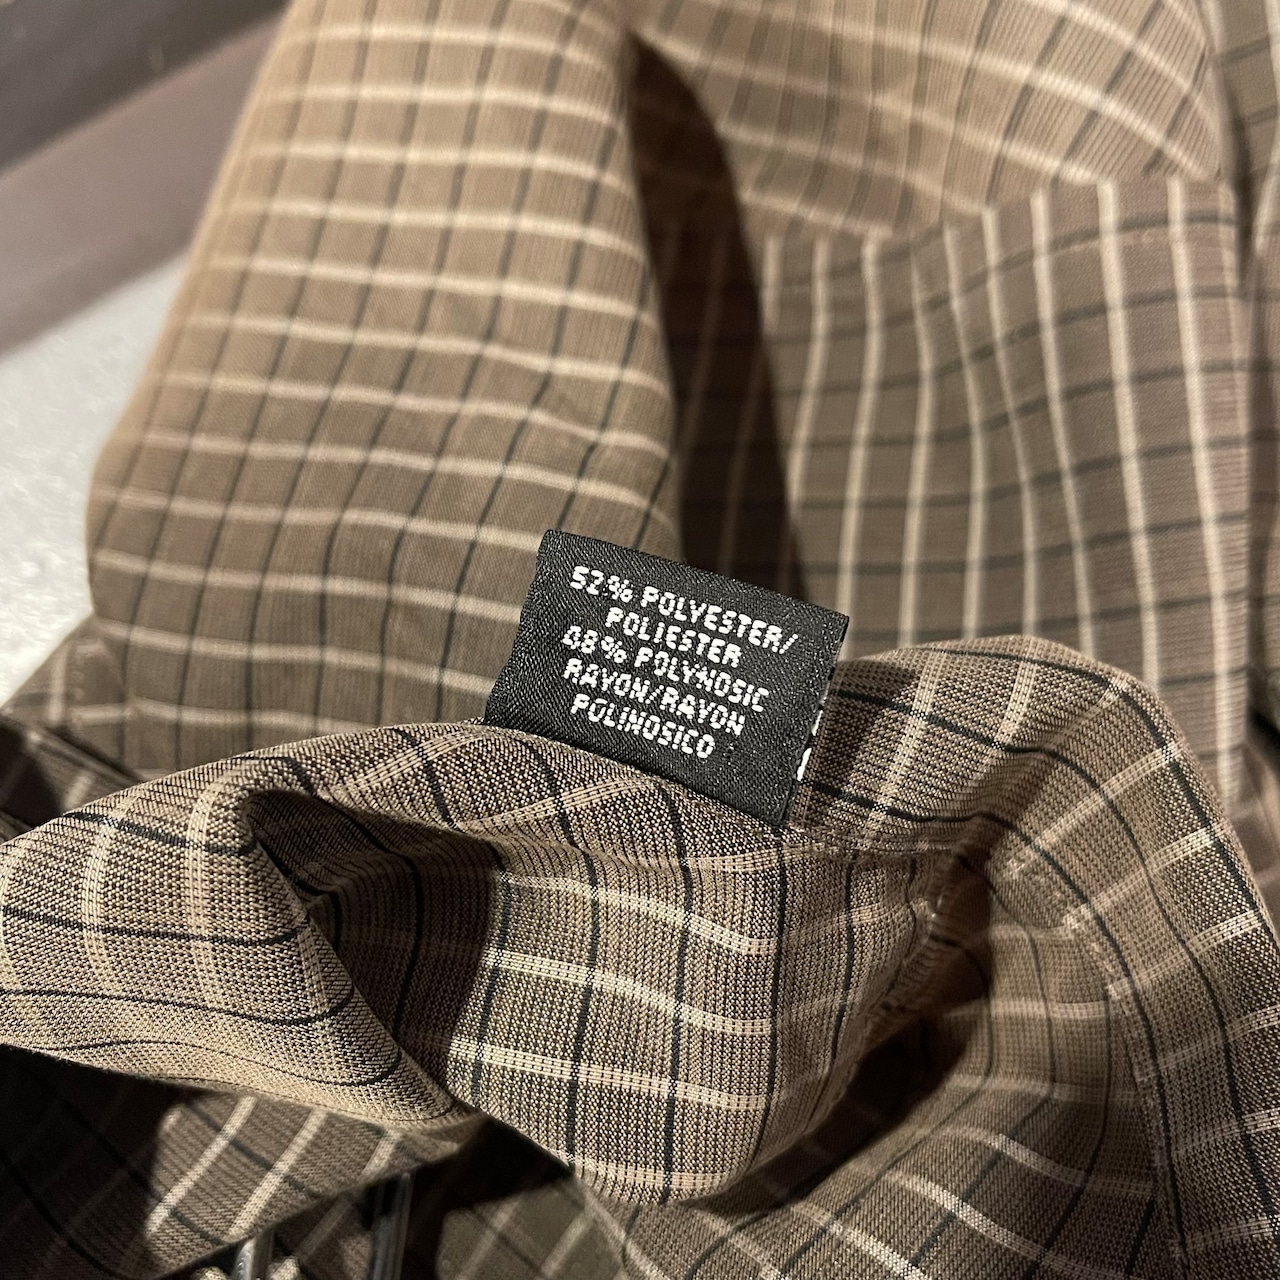 52% POLYESTER/
POLIESTER
48% POLYNOSIC
RAYON/RAYON
POLINOSICO